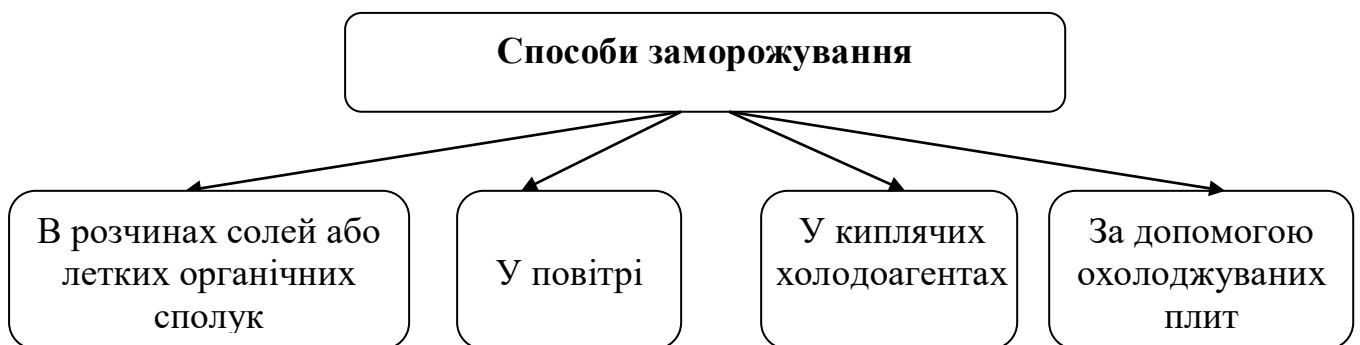 Способи заморожування
В розчинах солей або
летких органічних
сполук
У повітрі
У киплячих
холодоагентах
За допомогою
охолоджуваних
плит